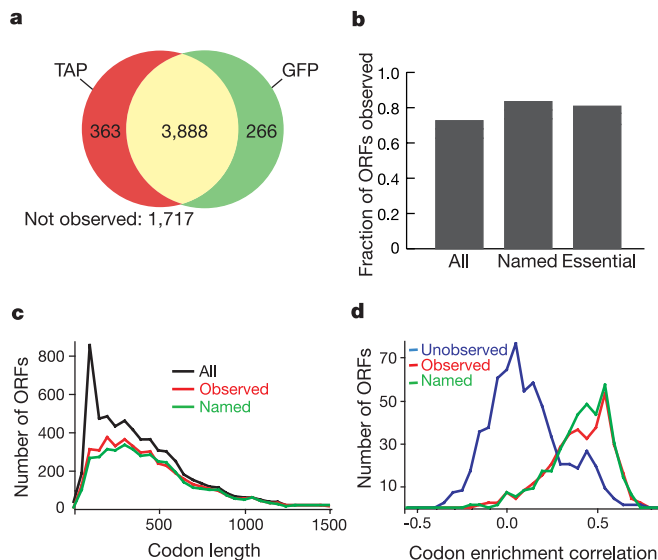 a
TAP
GFP
363
3,888
266
Not observed: 1,717
b
Fraction of ORFs observed
1.0
0.8
0.6
0.4
0.2
0
All Named Essential
c
Number of ORFs
800
600
400
200
0
All
Observed
Named
500
1000
1500
Codon length
d
Number of ORFs
70
50
30
10
Unobserved
Observed
Named
-0.5
0.0
0.5
Codon enrichment correlation